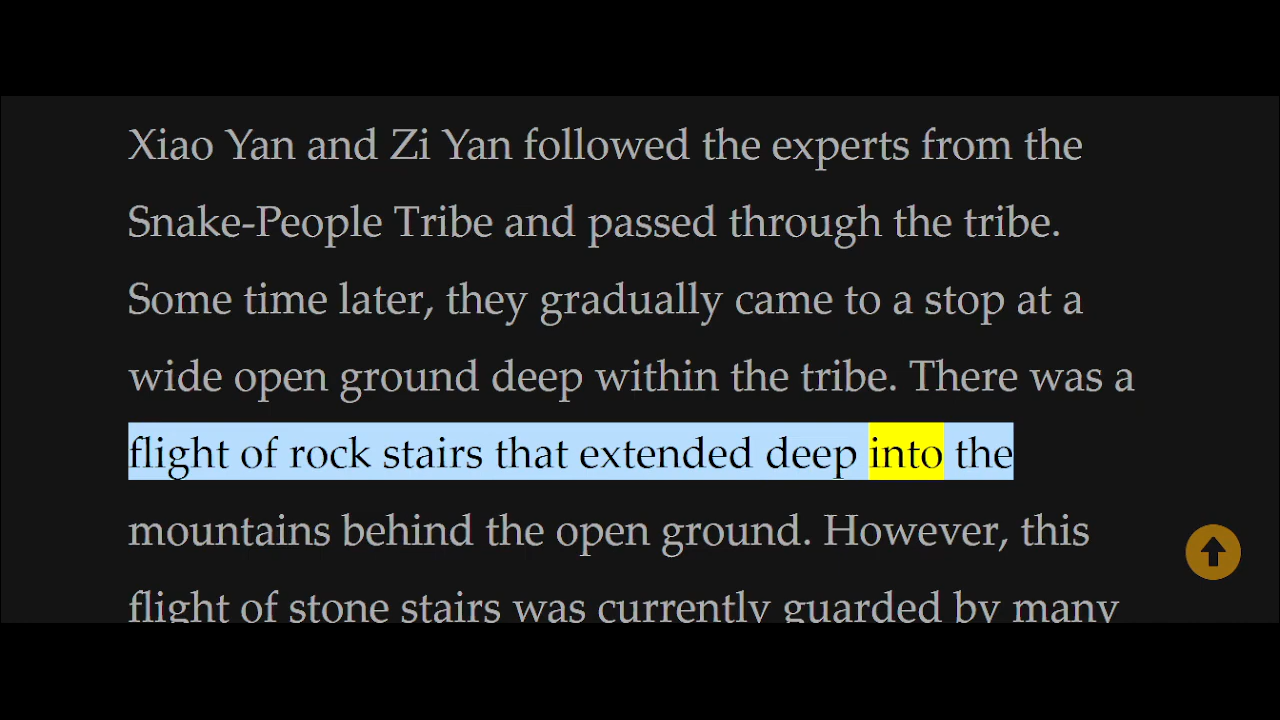 Xiao Yan and Zi Yan followed the experts from the
Snake-People Tribe and passed through the tribe.
Some time later, they gradually came to a stop at a
wide open ground deep within the tribe. There was a
flight of rock stairs that extended deep into the
mountains behind the open ground. However, this
flight of stone stairs was currently guarded by many